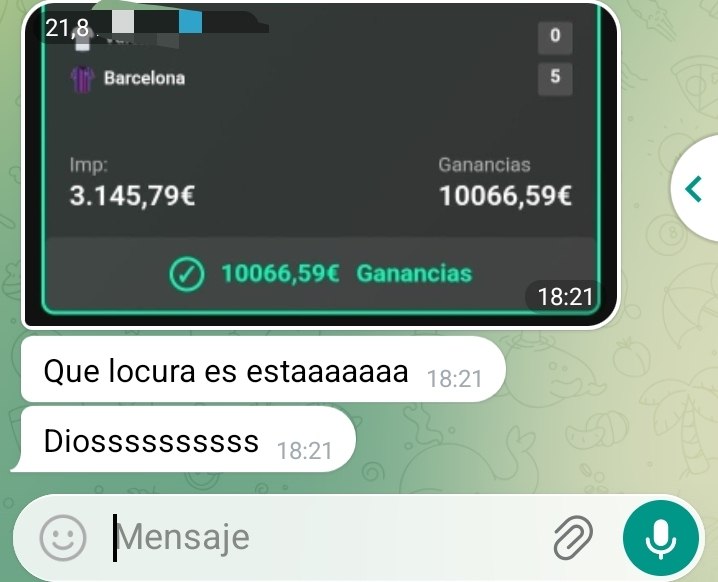 21,8
0
Barcelona
5
Imp:
Ganancias
3.145,79€
10066,59€
10066,59€ Ganancias
18:21
Que locura es estaaaaaaa 18:21
Diosssssssssss 18:21
Mensaje